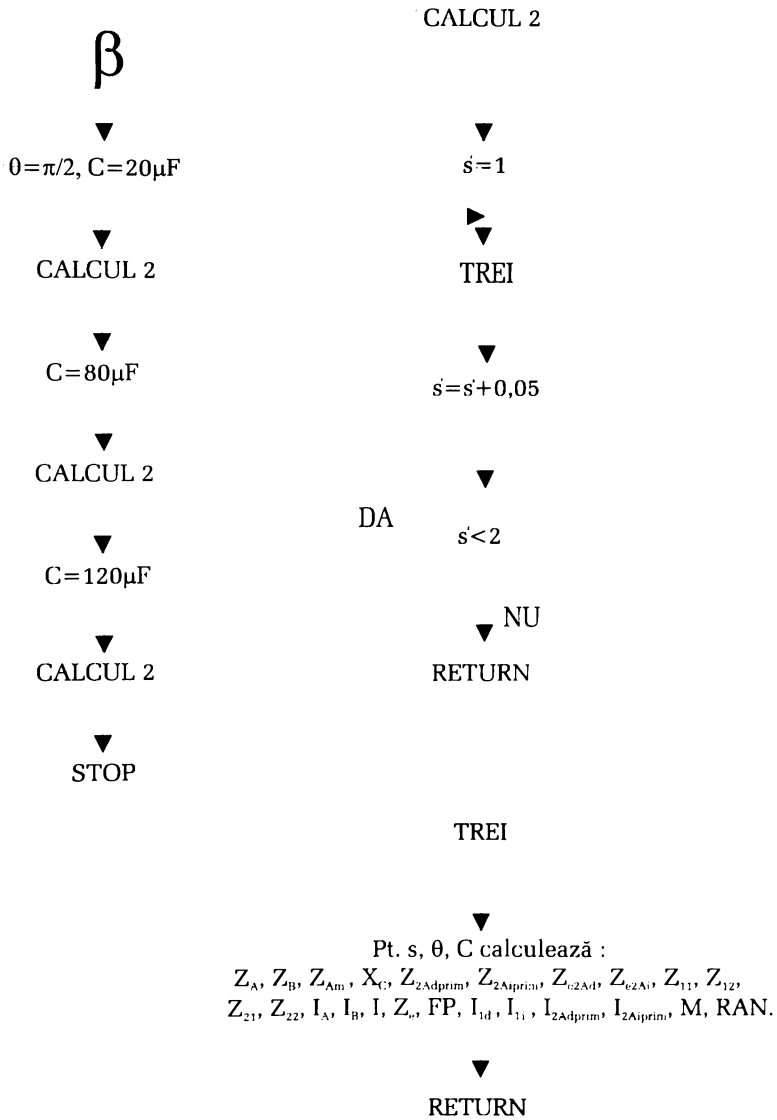 β
θ=π/2, C=20μF
CALCUL 2
C=80μF
CALCUL 2
C=120μF
CALCUL 2
STOP
CALCUL 2
s=1
TREI
s=s+0,05
DA
s<2
NU
RETURN
TREI
Pt. s, θ, C calculează :
Z_A, Z_B, Z_Am, X_C, Z_2Adprim, Z_2Aiprim, Z_e2Ad, Z_e2Ai, Z_11, Z_12,
Z_21, Z_22, I_A, I_B, I, Z_e, FP, I_1d, I_1i, I_2Adprim, I_2Aiprim, M, RAN.
RETURN